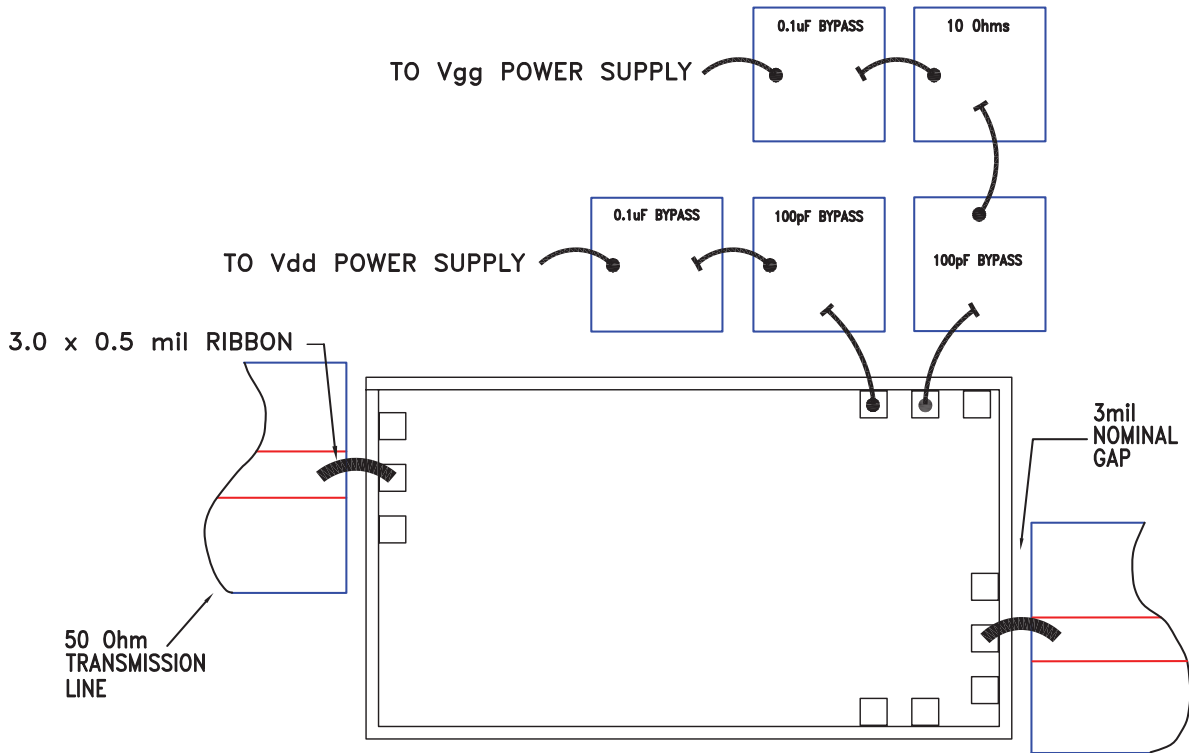 0.1uF BYPASS
10 Ohms
TO Vgg POWER SUPPLY
0.1uF BYPASS
100pF BYPASS
100pF BYPASS
TO Vdd POWER SUPPLY
3.0 x 0.5 mil RIBBON
3mil
NOMINAL
GAP
50 Ohm
TRANSMISSION
LINE